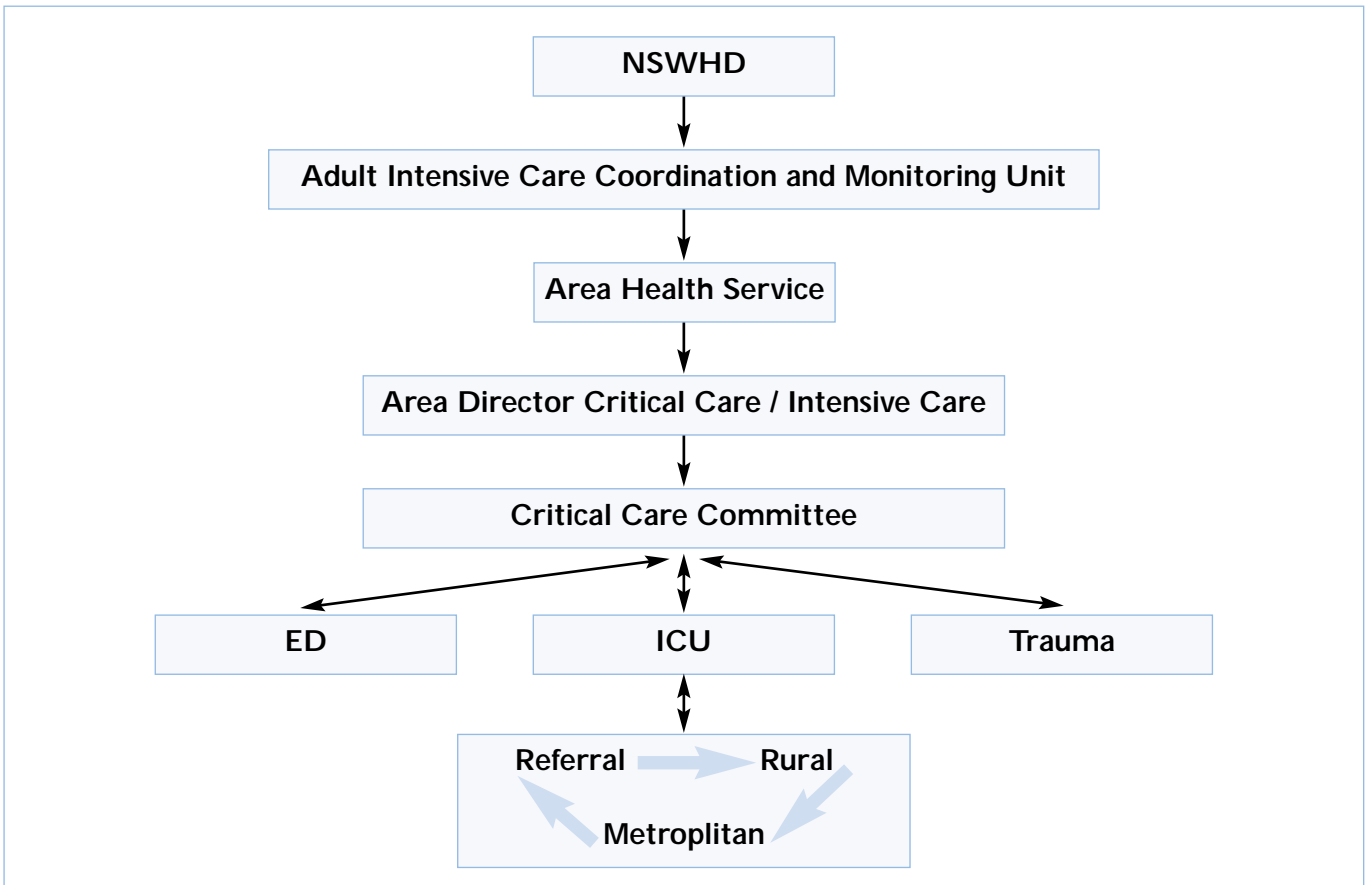 NSWHD
Adult Intensive Care Coordination and Monitoring Unit
Area Health Service
Area Director Critical Care / Intensive Care
Critical Care Committee
ED
ICU
Trauma
Referral
Rural
Metroplitan